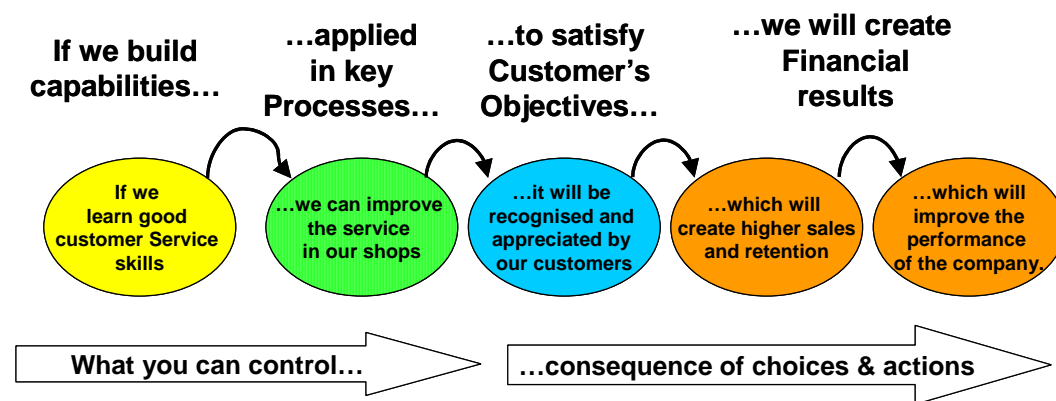 If we build
capabilities…
…applied
in key
Processes…
…to satisfy
Customer’s
Objectives…
…we will create
Financial
results
If we
learn good
customer Service
skills
…we can improve
the service
in our shops
…it will be
recognised and
appreciated by
our customers
…which will
create higher sales
and retention
…which will
improve the
performance
of the company.
What you can control…
…consequence of choices & actions